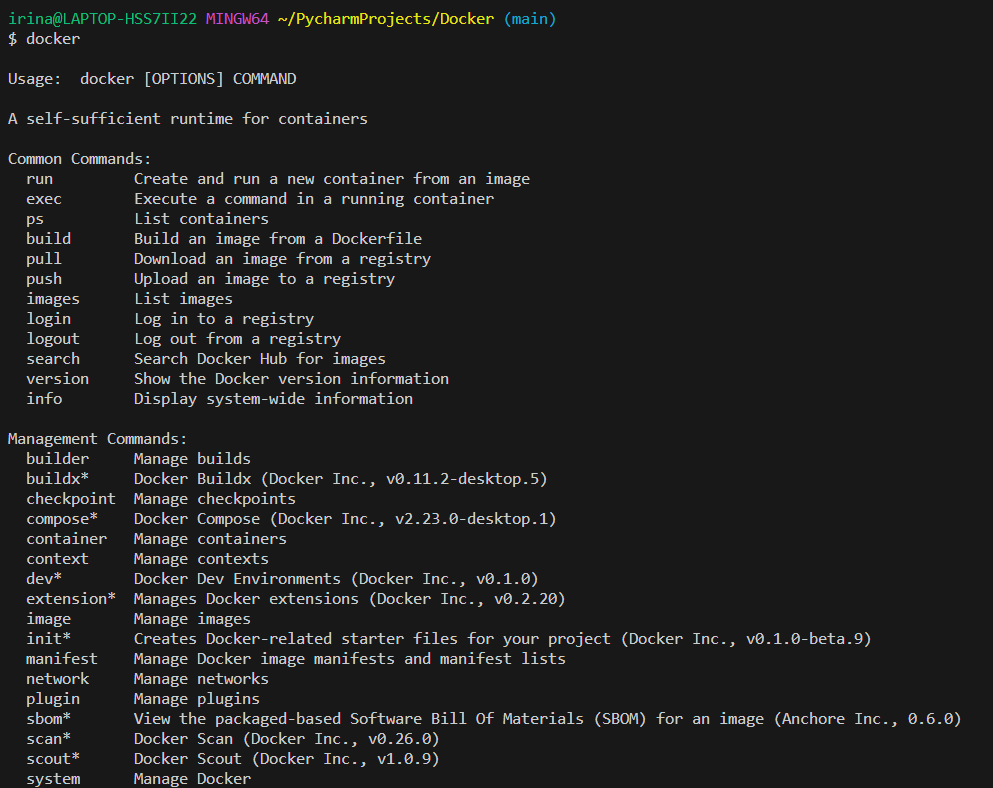 irina@LAPTOP-HSS7II22 MINGW64 ~/PycharmProjects/Docker (main)
$ docker
Usage:  docker [OPTIONS] COMMAND
A self-sufficient runtime for containers
Common Commands:
  run         Create and run a new container from an image
  exec        Execute a command in a running container
  ps          List containers
  build       Build an image from a Dockerfile
  pull        Download an image from a registry
  push        Upload an image to a registry
  images      List images
  login       Log in to a registry
  logout      Log out from a registry
  search      Search Docker Hub for images
  version     Show the Docker version information
  info        Display system-wide information
Management Commands:
  builder     Manage builds
  buildx*     Docker Buildx (Docker Inc., v0.11.2-desktop.5)
  checkpoint  Manage checkpoints
  compose*    Docker Compose (Docker Inc., v2.23.0-desktop.1)
  container   Manage containers
  context     Manage contexts
  dev*        Docker Dev Environments (Docker Inc., v0.1.0)
  extension*  Manages Docker extensions (Docker Inc., v0.2.20)
  image       Manage images
  init*       Creates Docker-related starter files for your project (Docker Inc., v0.1.0-beta.9)
  manifest    Manage Docker image manifests and manifest lists
  network     Manage networks
  plugin      Manage plugins
  sbom*       View the packaged-based Software Bill Of Materials (SBOM) for an image (Anchore Inc., 0.6.0)
  scan*       Docker Scan (Docker Inc., v0.26.0)
  scout*      Docker Scout (Docker Inc., v1.0.9)
  system      Manage Docker